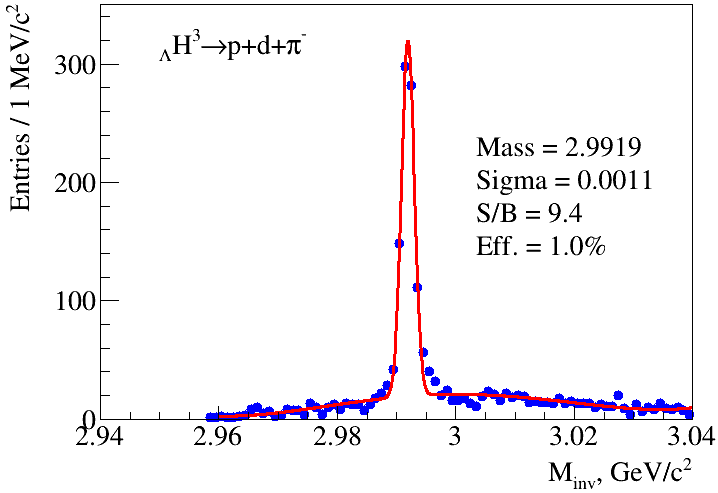 Entries / 1 MeV/c²
ΛH³→p+d+π⁻
300
200
100
0
Mass = 2.9919
Sigma = 0.0011
S/B = 9.4
Eff. = 1.0%
2.94 2.96 2.98 3 3.02 3.04
M_inv, GeV/c²